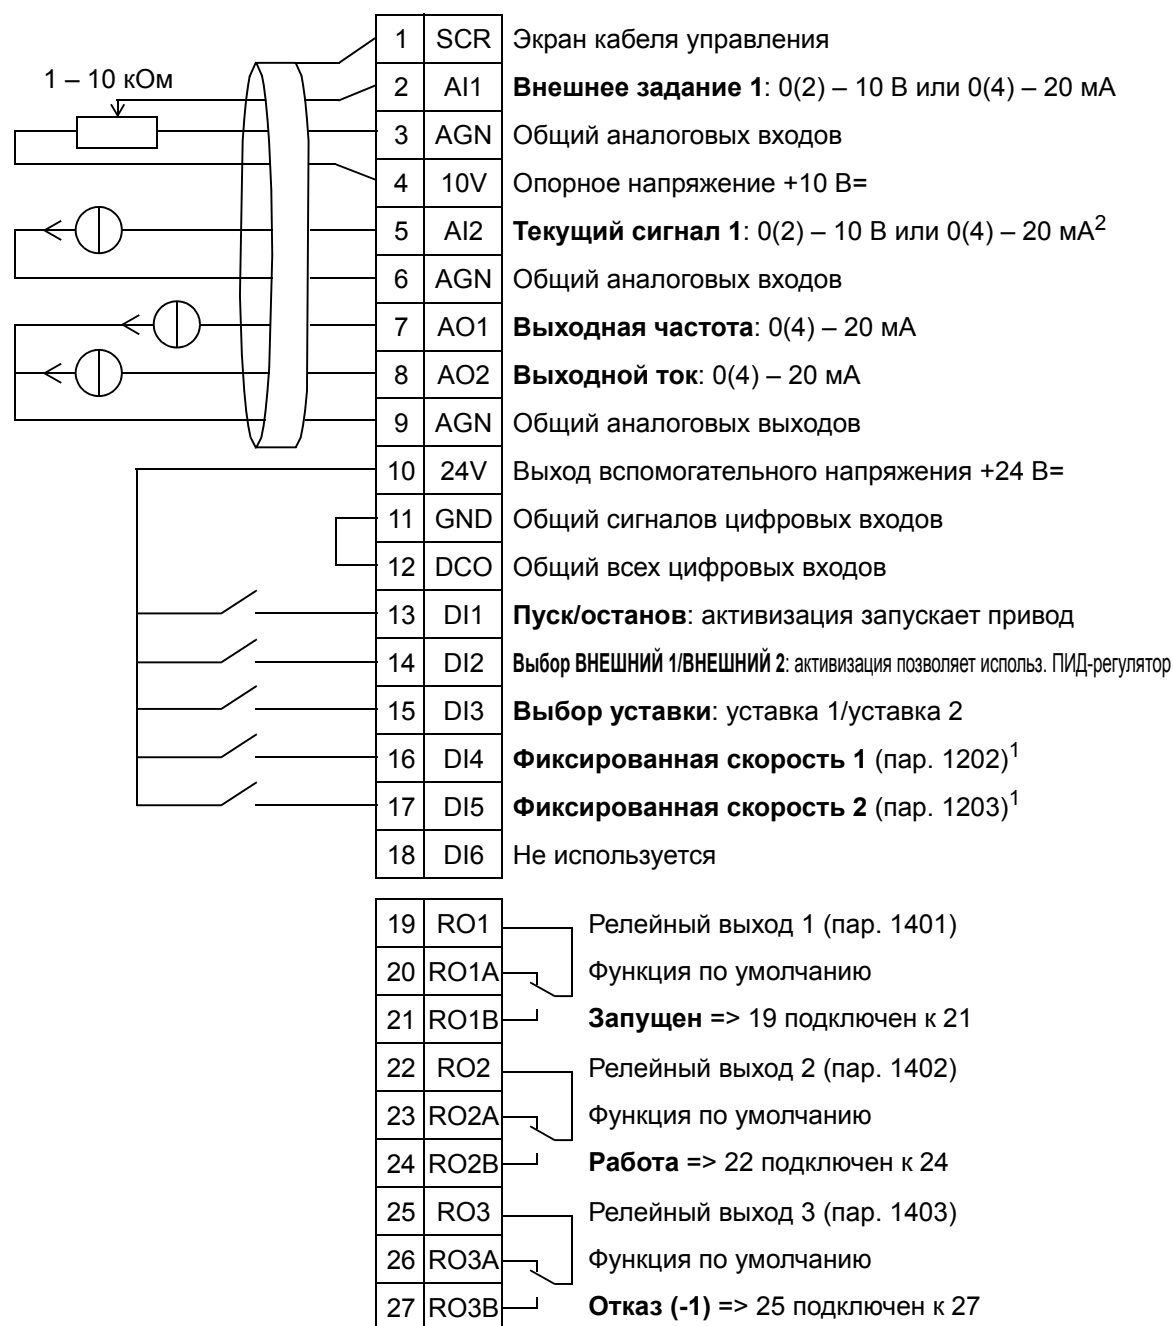 1 – 10 кОм
1 SCR Экран кабеля управления
2 AI1 Внешнее задание 1: 0(2) – 10 В или 0(4) – 20 мА
3 AGN Общий аналоговых входов
4 10V Опорное напряжение +10 В=
5 AI2 Текущий сигнал 1: 0(2) – 10 В или 0(4) – 20 мА2
6 AGN Общий аналоговых входов
7 AO1 Выходная частота: 0(4) – 20 мА
8 AO2 Выходной ток: 0(4) – 20 мА
9 AGN Общий аналоговых выходов
10 24V Выход вспомогательного напряжения +24 В=
11 GND Общий сигналов цифровых входов
12 DCO Общий всех цифровых входов
13 DI1 Пуск/останов: активизация запускает привод
14 DI2 Выбор ВНЕШНИЙ 1/ВНЕШНИЙ 2: активизация позволяет использ. ПИД-регулятор
15 DI3 Выбор уставки: уставка 1/уставка 2
16 DI4 Фиксированная скорость 1 (пар. 1202)1
17 DI5 Фиксированная скорость 2 (пар. 1203)1
18 DI6 Не используется
19 RO1 Релейный выход 1 (пар. 1401)
20 RO1A Функция по умолчанию
21 RO1B Запущен => 19 подключен к 21
22 RO2 Релейный выход 2 (пар. 1402)
23 RO2A Функция по умолчанию
24 RO2B Работа => 22 подключен к 24
25 RO3 Релейный выход 3 (пар. 1403)
26 RO3A Функция по умолчанию
27 RO3B Отказ (-1) => 25 подключен к 27